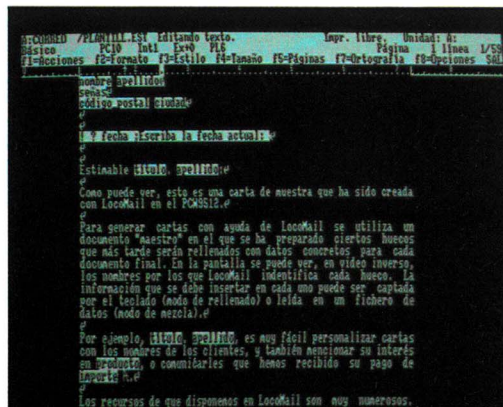 A:CORREO /PLANTILL.EST Editando texto. Impr. libre. Unidad: A:
Básico PC10 Int1 Ex+0 PL6 Página 1 línea 1/59
f1=Acciones f2=Formato f3=Estilo f4=Tamaño f5=Páginas f7=Ortografía f8=Opciones SAL
nombre apellido
señas
código postal ciudad
? fecha :Escriba la fecha actual:
Estimable título, apellido:
Como puede ver, esto es una carta de muestra que ha sido creada
con LocoMail en el PCW9512.
Para generar cartas con ayuda de LocoMail se utiliza un
documento "maestro" en el que se ha preparado ciertos huecos
que más tarde serán rellenados con datos concretos para cada
documento final. En la pantalla se puede ver, en vídeo inverso,
los nombres por los que LocoMail indentifica cada hueco. La
información que se debe insertar en cada uno puede ser captada
por el teclado (modo de rellenado) o leída en un fichero de
datos (modo de mezcla).
Por ejemplo, título, apellido, es muy fácil personalizar cartas
con los nombres de los clientes, y también mencionar su interés
en producto, o comunicarles que hemos recibido su pago de
importe
Los recursos de que disponemos en LocoMail son muy numerosos.